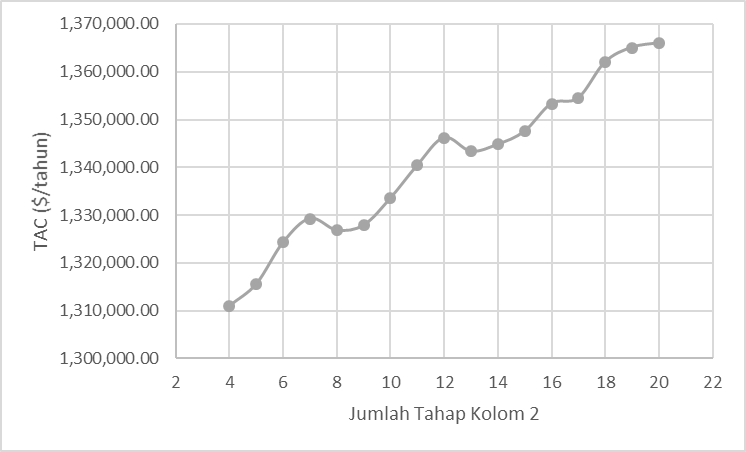 1,370,000.00
1,360,000.00
1,350,000.00
1,340,000.00
1,330,000.00
1,320,000.00
1,310,000.00
1,300,000.00
TAC ($/tahun)
2 4 6 8 10 12 14 16 18 20 22
Jumlah Tahap Kolom 2